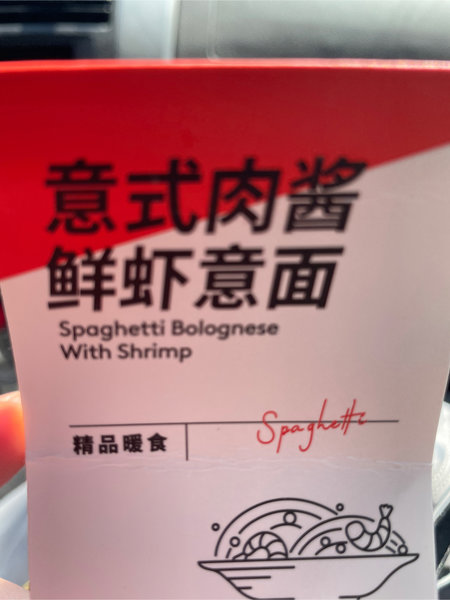 意式肉酱
鲜虾意面
Spaghetti Bolognese
With Shrimp
精品暖食
Spaghetti